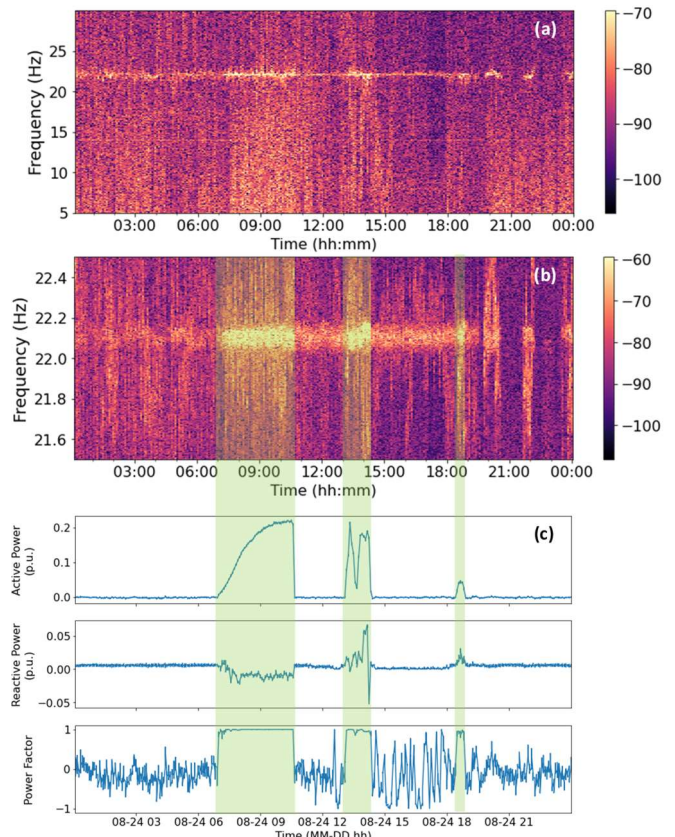 (a)
−70
−80
−90
−100
Frequency (Hz)
25
20
15
10
5
03:00 06:00 09:00 12:00 15:00 18:00 21:00 00:00
Time (hh:mm)
(b)
−60
−70
−80
−90
−100
Frequency (Hz)
22.4
22.2
22.0
21.8
21.6
03:00 06:00 09:00 12:00 15:00 18:00 21:00 00:00
Time (hh:mm)
(c)
Active Power
(p.u.)
0.2
0.1
0.0
Reactive Power
(p.u.)
0.05
0.00
−0.05
Power Factor
1
0
−1
08-24 03 08-24 06 08-24 09 08-24 12 08-24 15 08-24 18 08-24 21
Time (MM-DD hh)